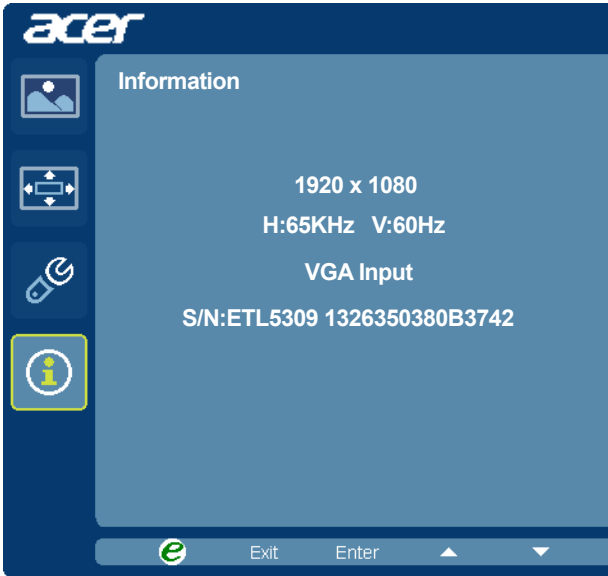 acer
Information
1920 x 1080
H:65KHz V:60Hz
VGA Input
S/N:ETL5309 1326350380B3742
e Exit Enter